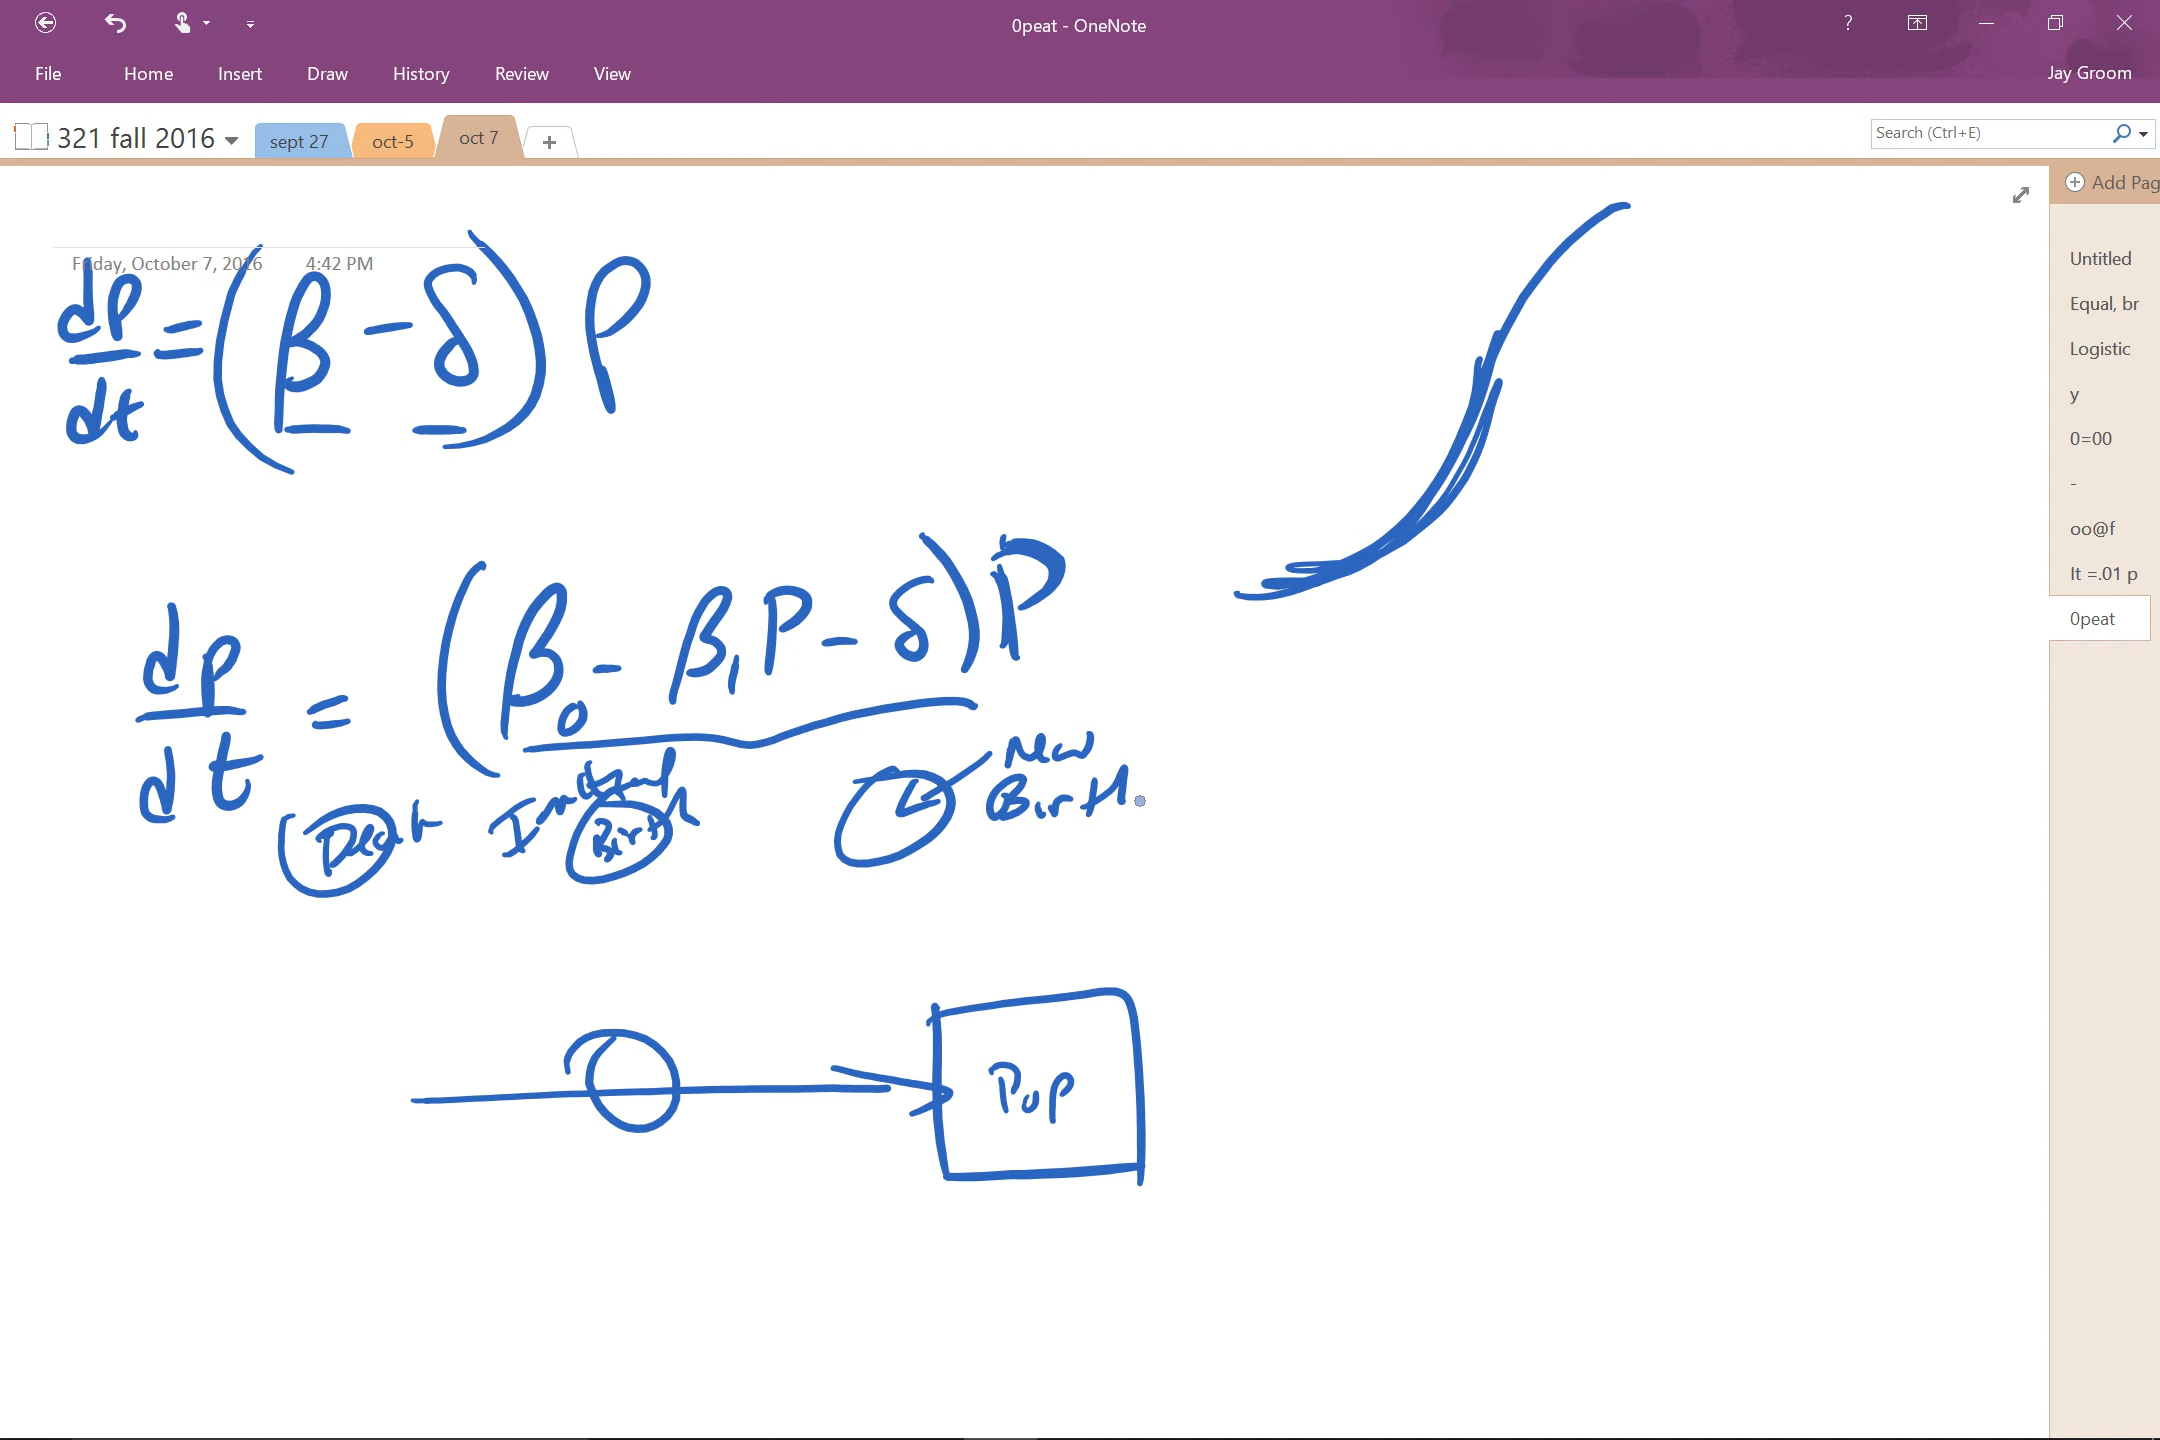 0peat - OneNote
?
File Home Insert Draw History Review View
Jay Groom
321 fall 2016 sept 27 oct-5 oct 7 +
Search (Ctrl+E)
Add Pag
Untitled
Equal, br
Logistic
y
0=00
-
oo@f
It =.01 p
0peat
Friday, October 7, 2016 4:42 PM
dp/dt = (β - δ) P
dp/dt = (β₀ - β₁P - δ) P
New
Birth
Death
Birth
Pop